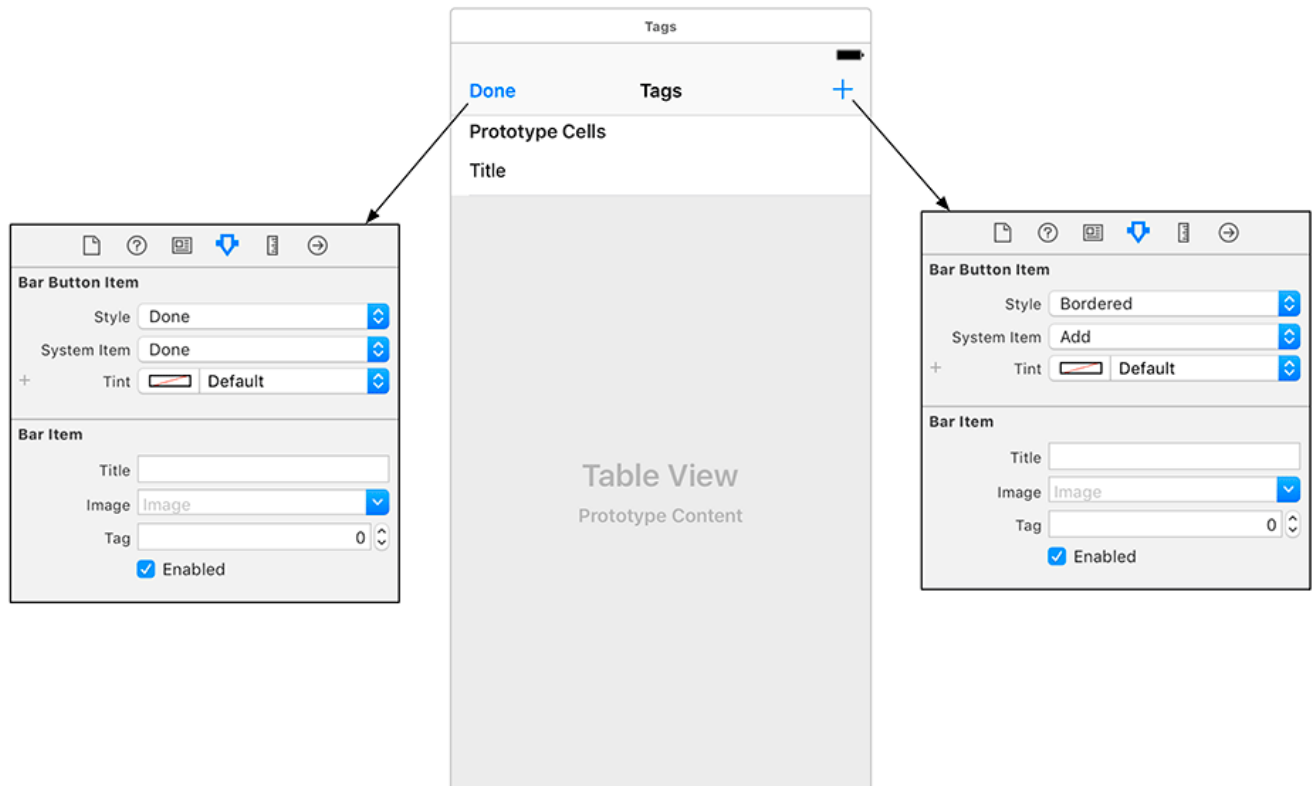 Tags
Done Tags +
Prototype Cells
Title
Table View
Prototype Content
Bar Button Item
Style Done
System Item Done
+ Tint Default
Bar Item
Title
Image Image
Tag 0
Enabled
Bar Button Item
Style Bordered
System Item Add
+ Tint Default
Bar Item
Title
Image Image
Tag 0
Enabled